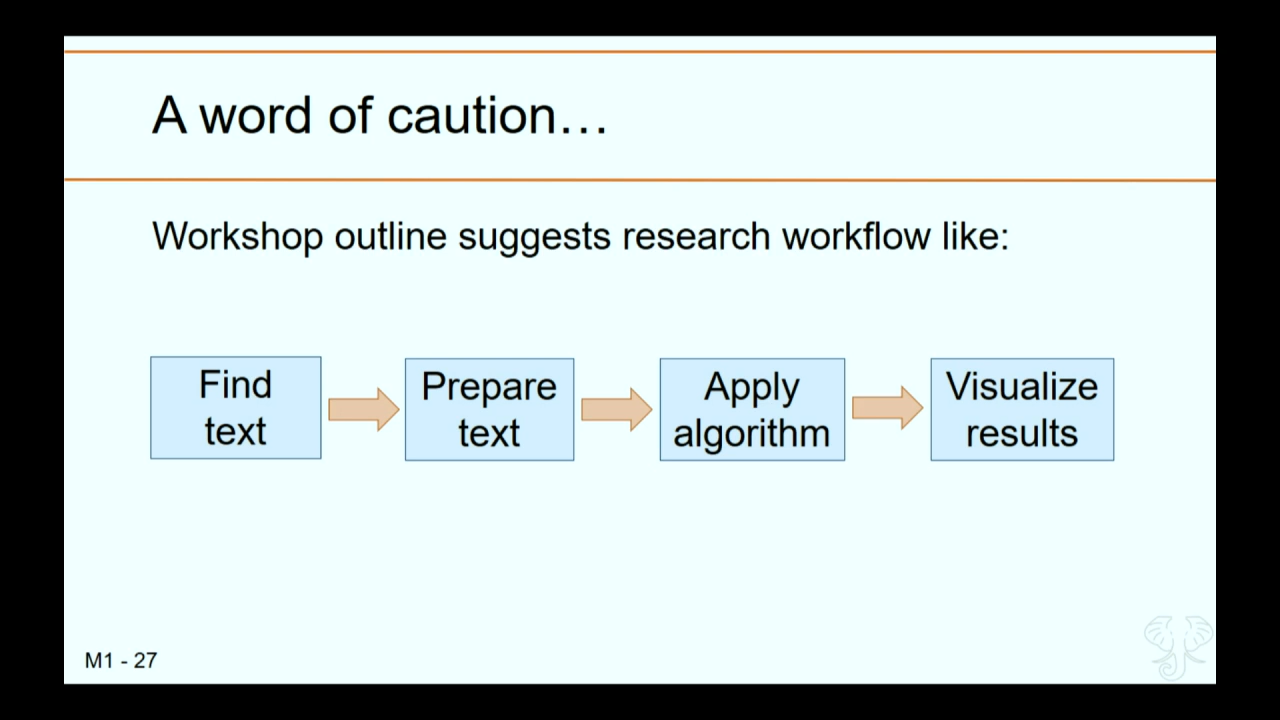 A word of caution…
Workshop outline suggests research workflow like:
Find
text
Prepare
text
Apply
algorithm
Visualize
results
M1 - 27